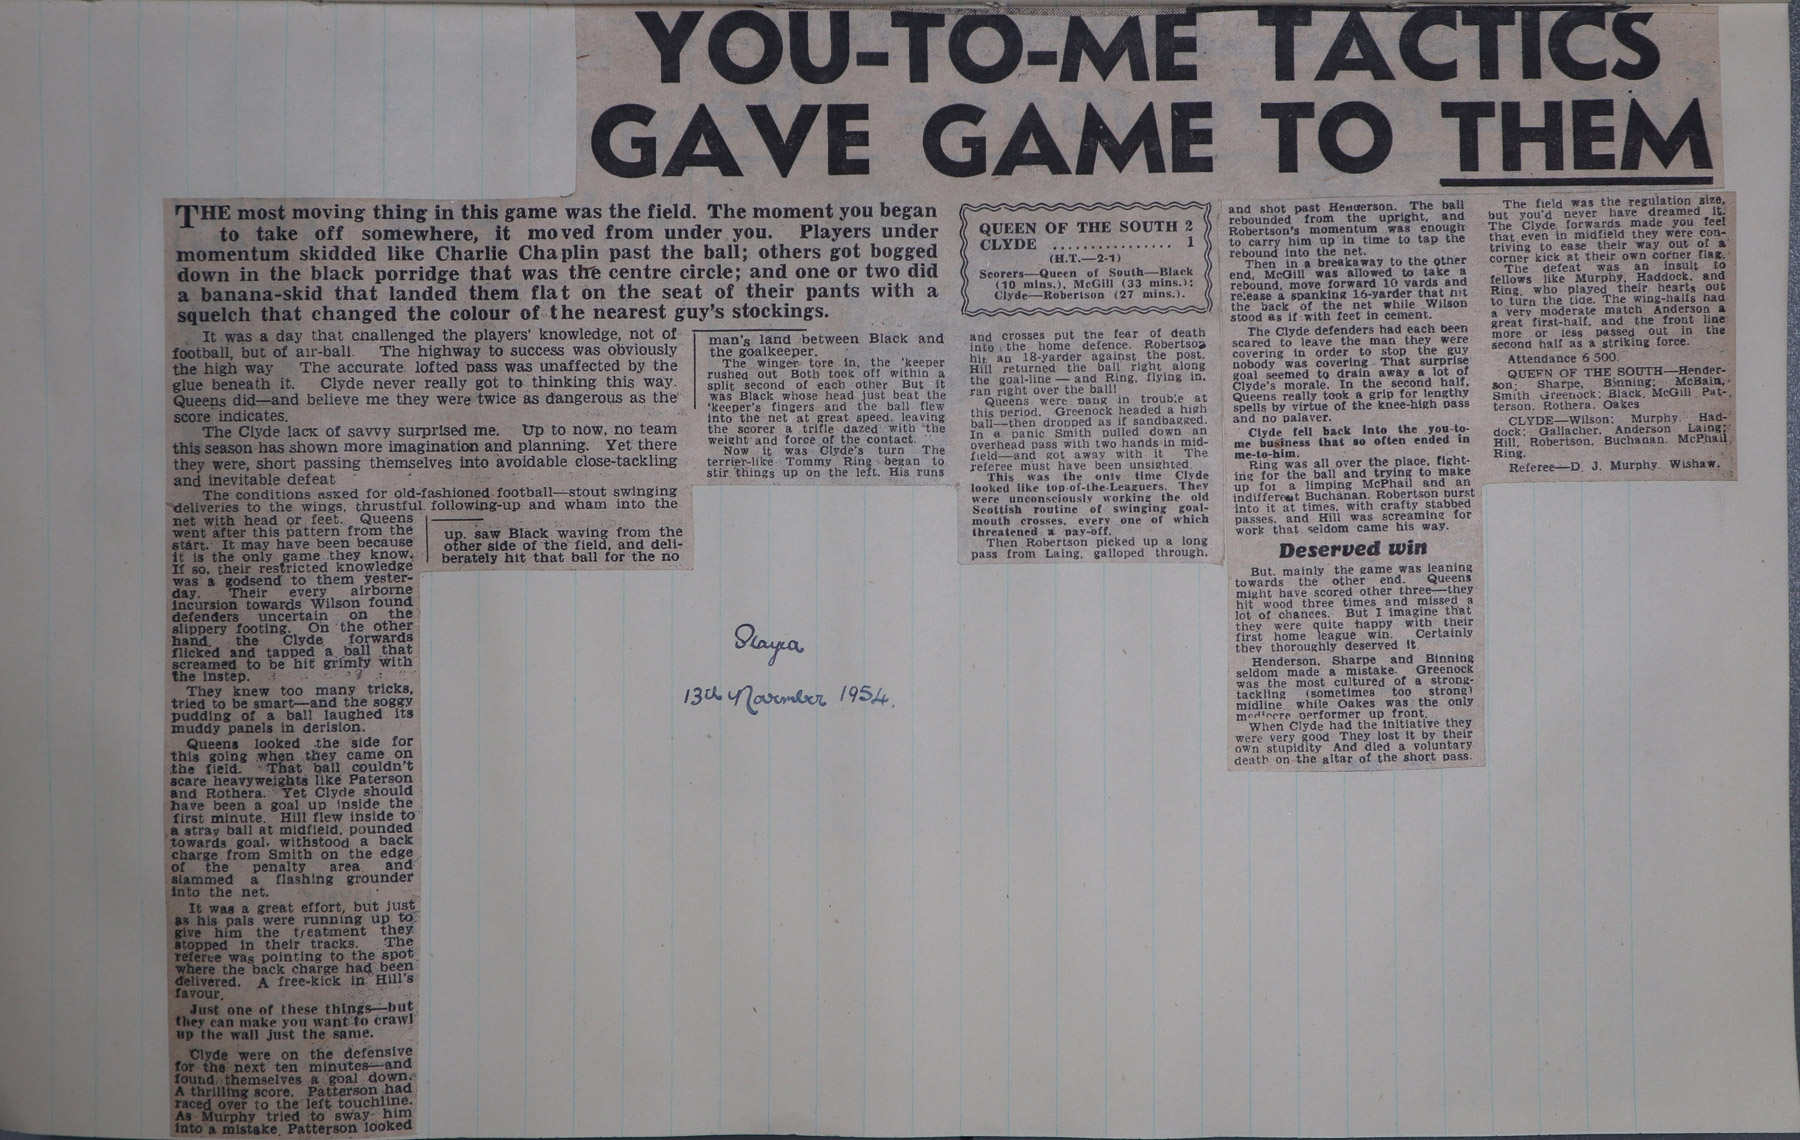 YOU-TO-ME TACTICS
GAVE GAME TO THEM
THE most moving thing in this game was the field. The moment you began
to take off somewhere, it moved from under you. Players under
momentum skidded like Charlie Chaplin past the ball; others got bogged
down in the black porridge that was the centre circle; and one or two did
a banana-skid that landed them flat on the seat of their pants with a
squelch that changed the colour of the nearest guy's stockings.
It was a day that challenged the players' knowledge, not of
football, but of air-ball. The highway to success was obviously
the high way The accurate lofted pass was unaffected by the
glue beneath it. Clyde never really got to thinking this way.
Queens did—and believe me they were twice as dangerous as the
score indicates.
The Clyde lack of savvy surprised me. Up to now, no team
this season has shown more imagination and planning. Yet there
they were, short passing themselves into avoidable close-tackling
and inevitable defeat
The conditions asked for old-fashioned football—stout swinging
deliveries to the wings, thrustful following-up and wham into the
net with head or feet. Queens
went after this pattern from the
start. It may have been because
it is the only game they know.
If so, their restricted knowledge
was a godsend to them yester-
day. Their every airborne
incursion towards Wilson found
defenders uncertain on the
slippery footing. On the other
hand the Clyde forwards
flicked and tapped a ball that
screamed to be hit grimly with
the instep.
They knew too many tricks,
tried to be smart—and the soggy
pudding of a ball laughed its
muddy panels in derision.
Queens looked the side for
this going when they came on
the field. That ball couldn't
scare heavyweights like Paterson
and Rothera. Yet Clyde should
have been a goal up inside the
first minute. Hill flew inside to
a stray ball at midfield, pounded
towards goal, withstood a back
charge from Smith on the edge
of the penalty area and
slammed a flashing grounder
into the net.
It was a great effort, but just
as his pals were running up to
give him the treatment they
stopped in their tracks. The
referee was pointing to the spot
where the back charge had been
delivered. A free-kick in Hill's
favour.
Just one of these things—but
they can make you want to crawl
up the wall just the same.
Clyde were on the defensive
for the next ten minutes—and
found themselves a goal down.
A thrilling score. Patterson had
raced over to the left touchline.
As Murphy tried to sway him
into a mistake, Patterson looked
up, saw Black waving from the
other side of the field, and deli-
berately hit that ball for the no
man's land between Black and
the goalkeeper.
The winger tore in, the 'keeper
rushed out Both took off within a
split second of each other But it
was Black whose head just beat the
'keeper's fingers and the ball flew
into the net at great speed, leaving
the scorer a trifle dazed with the
weight and force of the contact.
Now it was Clyde's turn The
terrier-like Tommy Ring began to
stir things up on the left. His runs
QUEEN OF THE SOUTH 2
CLYDE ................ 1
(H.T.—2-1)
Scorers—Queen of South—Black
(10 mins.), McGill (33 mins.);
Clyde—Robertson (27 mins.).
and crosses put the fear of death
into the home defence. Robertson
hit an 18-yarder against the post,
Hill returned the ball right along
the goal-line — and Ring, flying in,
ran right over the ball!
Queens were bang in trouble at
this period. Greenock headed a high
ball—then dropped as if sandbagged.
In a panic Smith pulled down an
overhead pass with two hands in mid-
field—and got away with it The
referee must have been unsighted.
This was the only time Clyde
looked like top-of-the-Leaguers. They
were unconsciously working the old
Scottish routine of swinging goal-
mouth crosses, every one of which
threatened a pay-off.
Then Robertson picked up a long
pass from Laing, galloped through,
and shot past Henderson. The ball
rebounded from the upright, and
Robertson's momentum was enough
to carry him up in time to tap the
rebound into the net.
Then in a breakaway to the other
end, McGill was allowed to take a
rebound, move forward 10 yards and
release a spanking 16-yarder that hit
the back of the net while Wilson
stood as if with feet in cement.
The Clyde defenders had each been
scared to leave the man they were
covering in order to stop the guy
nobody was covering. That surprise
goal seemed to drain away a lot of
Clyde's morale. In the second half,
Queens really took a grip for lengthy
spells by virtue of the knee-high pass
and no palaver.
Clyde fell back into the you-to-
me business that so often ended in
me-to-him.
Ring was all over the place, fight-
ing for the ball and trying to make
up for a limping McPhail and an
indifferent Buchanan. Robertson burst
into it at times, with crafty stabbed
passes, and Hill was screaming for
work that seldom came his way.
Deserved win
But, mainly the game was leaning
towards the other end. Queens
might have scored other three—they
hit wood three times and missed a
lot of chances. But I imagine that
they were quite happy with their
first home league win. Certainly
they thoroughly deserved it
Henderson, Sharpe and Binning
seldom made a mistake. Greenock
was the most cultured of a strong-
tackling (sometimes too strong)
midline while Oakes was the only
mediocre performer up front.
When Clyde had the initiative they
were very good They lost it by their
own stupidity And died a voluntary
death on the altar of the short pass.
The field was the regulation size,
but you'd never have dreamed it.
The Clyde forwards made you feel
that even in midfield they were con-
triving to ease their way out of a
corner kick at their own corner flag.
The defeat was an insult to
fellows like Murphy, Haddock, and
Ring, who played their hearts out
to turn the tide. The wing-halfs had
a very moderate match Anderson a
great first-half, and the front line
more or less passed out in the
second half as a striking force.
Attendance 6,500.
QUEEN OF THE SOUTH—Hender-
son; Sharpe, Binning; McBain,
Smith Greenock; Black, McGill Pat-
terson, Rothera, Oakes
CLYDE—Wilson; Murphy, Had-
dock; Gallacher, Anderson Laing;
Hill, Robertson, Buchanan, McPhail,
Ring.
Referee—D. J. Murphy, Wishaw.
13th November 1954.